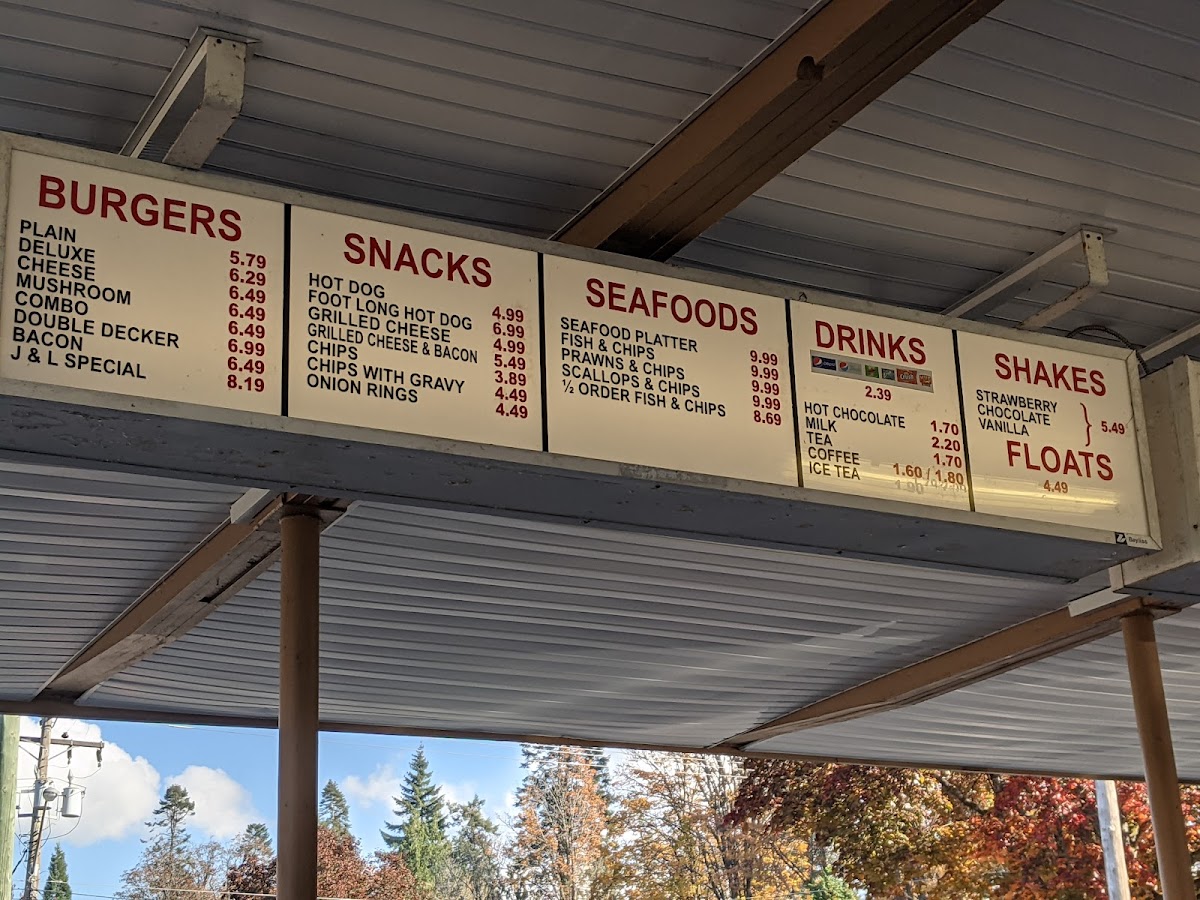 BURGERS
PLAIN 5.79
DELUXE 6.29
CHEESE 6.49
MUSHROOM 6.49
COMBO 6.49
DOUBLE DECKER 6.99
BACON 6.49
J & L SPECIAL 8.19
SNACKS
HOT DOG 4.99
FOOT LONG HOT DOG 6.99
GRILLED CHEESE 4.99
GRILLED CHEESE & BACON 5.49
CHIPS 3.89
CHIPS WITH GRAVY 4.49
ONION RINGS 4.49
SEAFOODS
SEAFOOD PLATTER 9.99
FISH & CHIPS 9.99
PRAWNS & CHIPS 9.99
SCALLOPS & CHIPS 9.99
½ ORDER FISH & CHIPS 8.69
DRINKS
pepsi
2.39
HOT CHOCOLATE 1.70
MILK 2.20
TEA 1.70
COFFEE 1.60 / 1.80
ICE TEA 1.90
SHAKES
STRAWBERRY
CHOCOLATE } 5.49
VANILLA
FLOATS
4.49